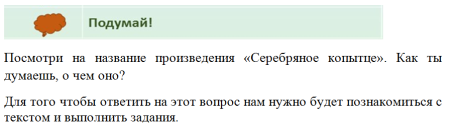 Подумай!
Посмотри на название произведения «Серебряное копытце». Как ты
думаешь, о чем оно?
Для того чтобы ответить на этот вопрос нам нужно будет познакомиться с
текстом и выполнить задания.